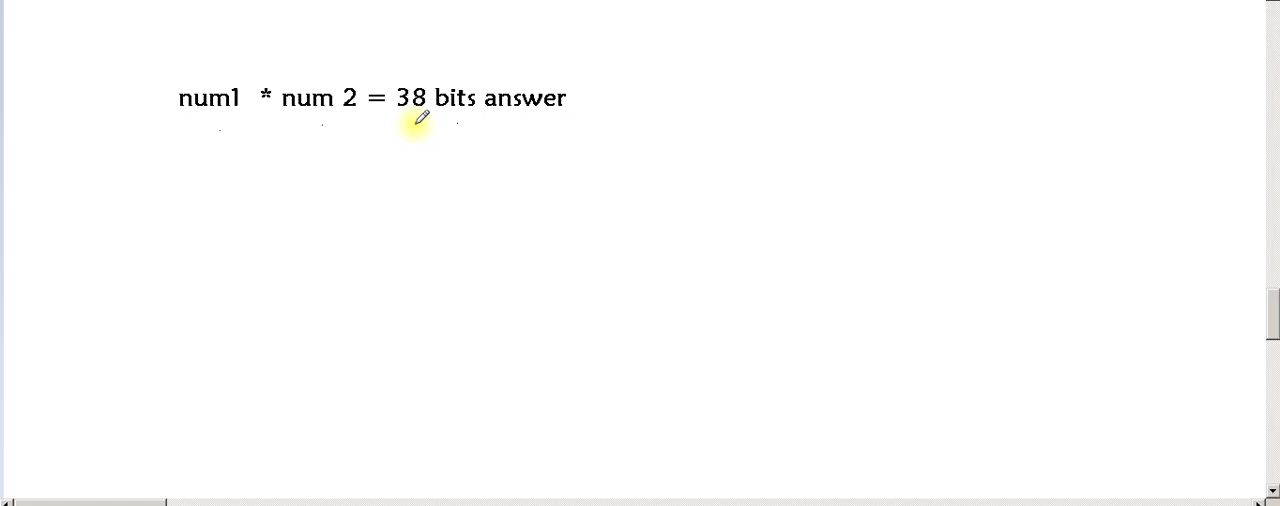 num1 * num 2 = 38 bits answer